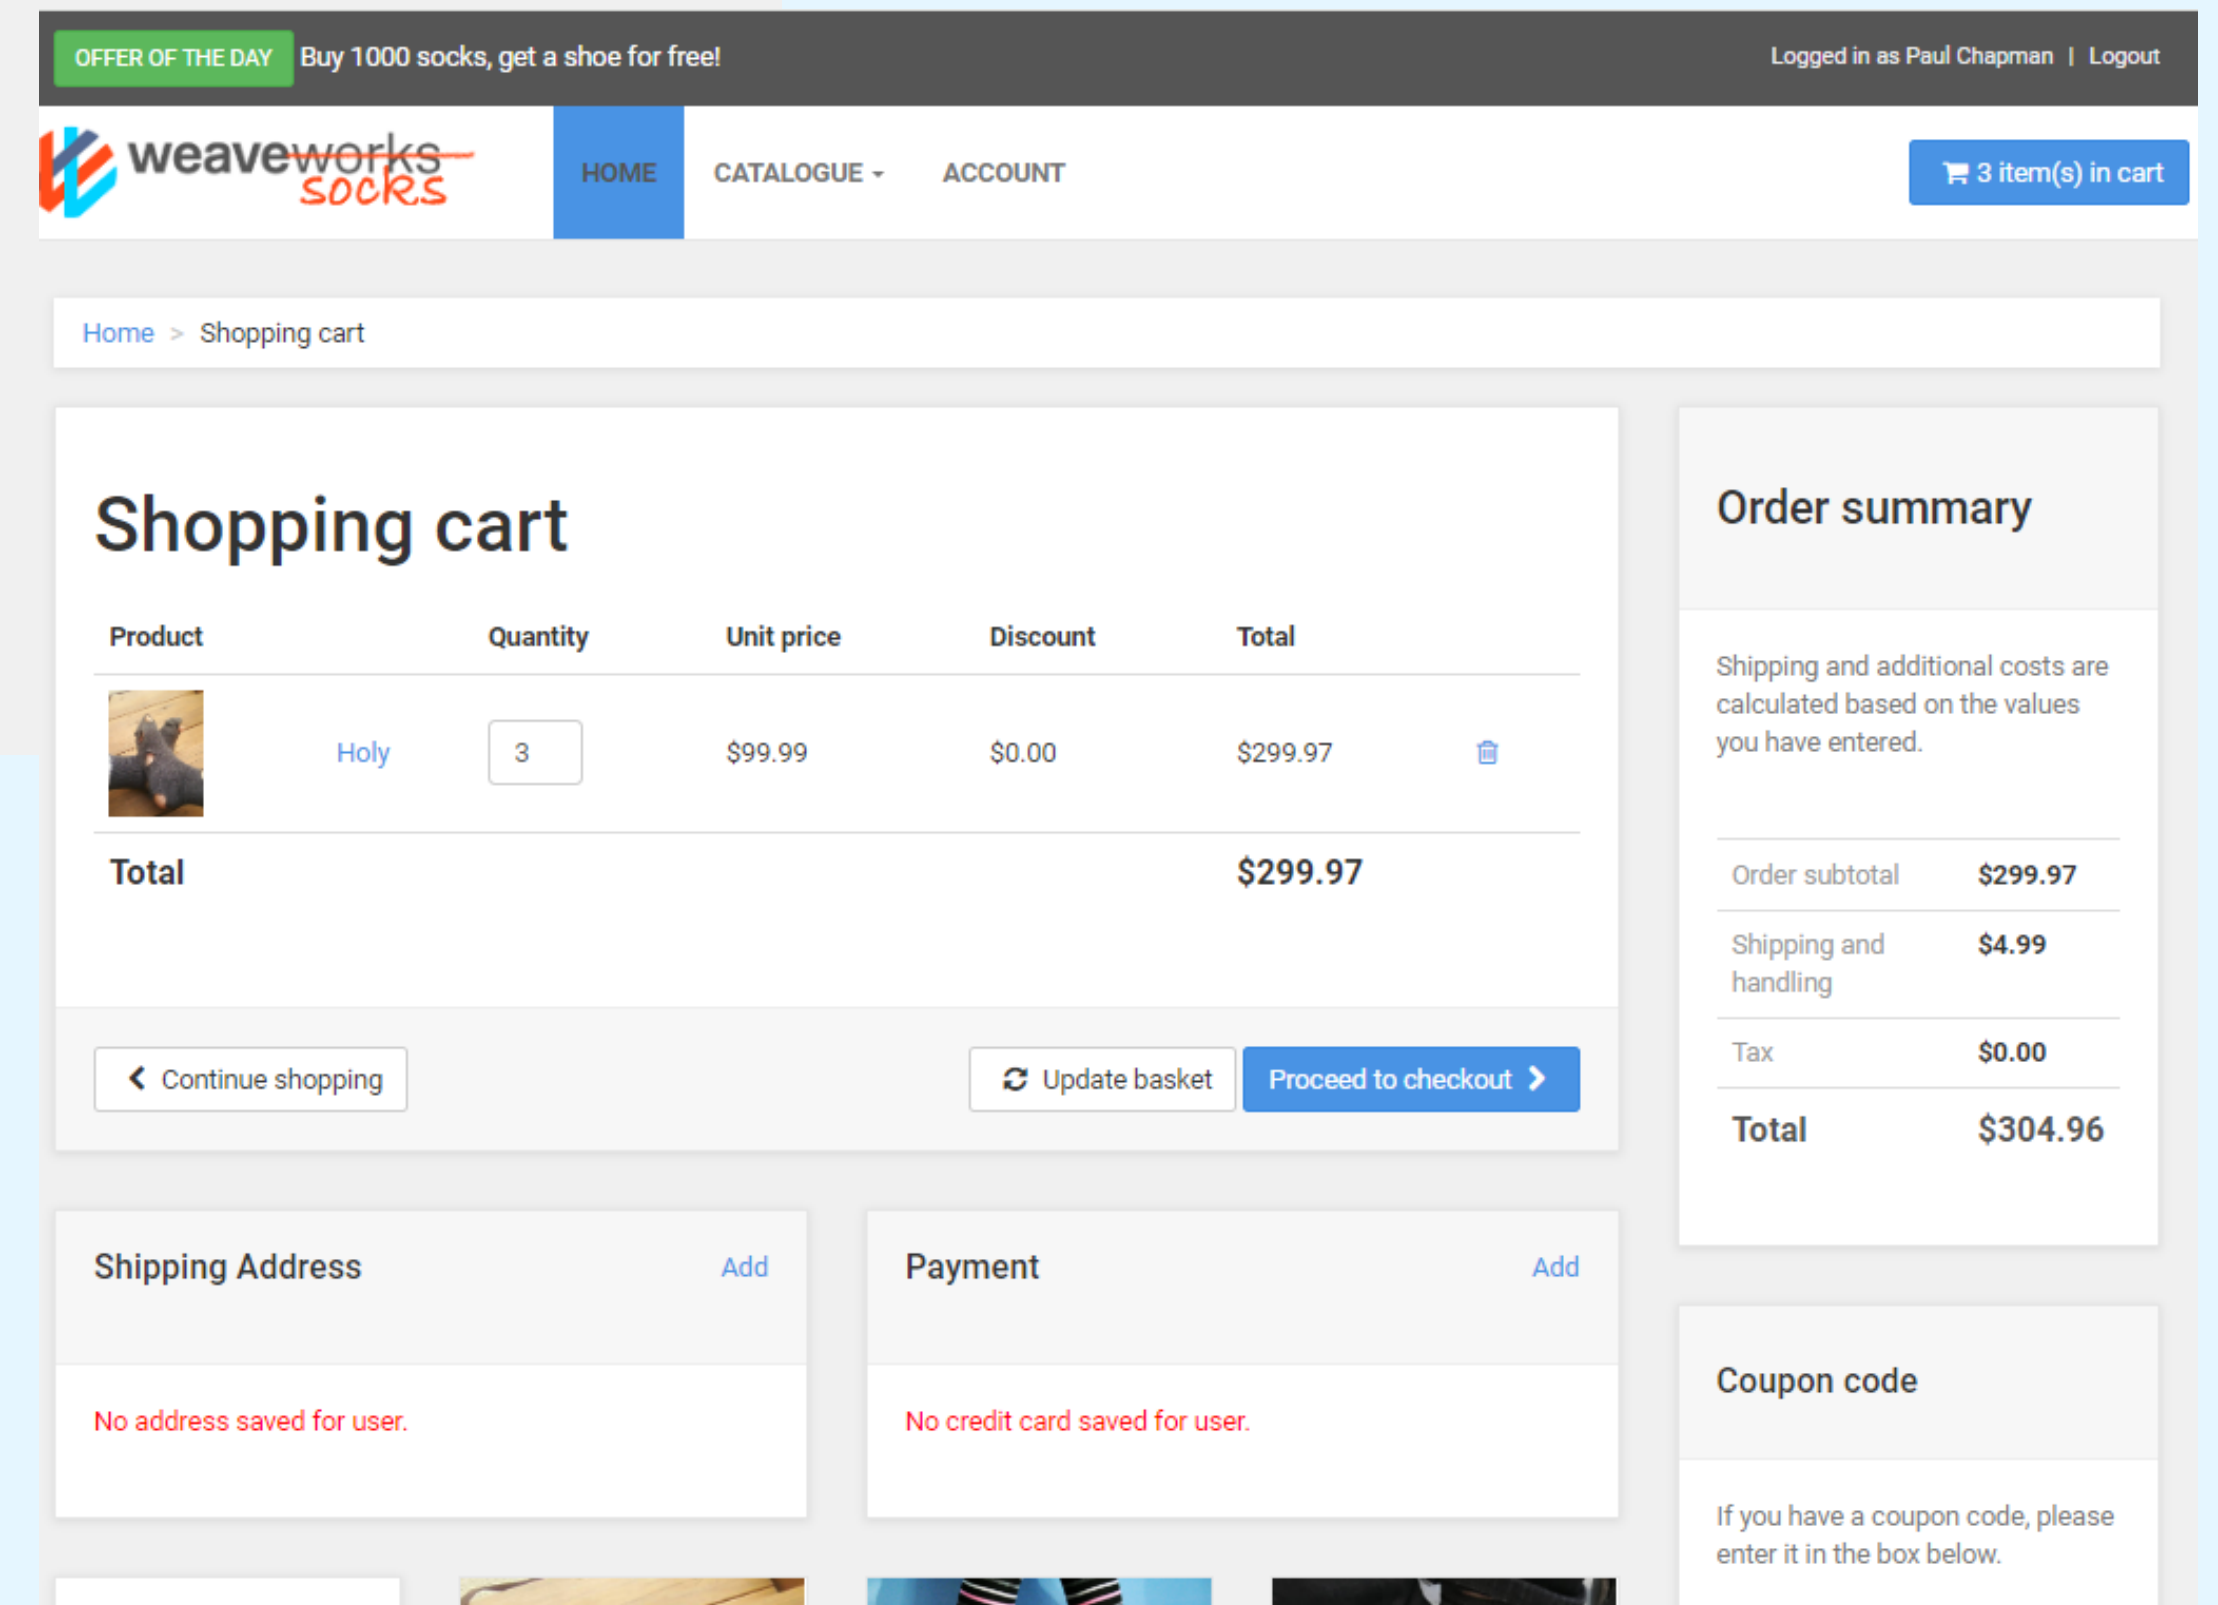 OFFER OF THE DAY Buy 1000 socks, get a shoe for free! Logged in as Paul Chapman | Logout
weaveworks socks HOME CATALOGUE ACCOUNT 3 item(s) in cart
Home > Shopping cart
Shopping cart
Product Quantity Unit price Discount Total
Holy 3 $99.99 $0.00 $299.97
Total $299.97
Continue shopping Update basket Proceed to checkout
Order summary
Shipping and additional costs are
calculated based on the values
you have entered.
Order subtotal $299.97
Shipping and $4.99
handling
Tax $0.00
Total $304.96
Shipping Address Add
No address saved for user.
Payment Add
No credit card saved for user.
Coupon code
If you have a coupon code, please
enter it in the box below.